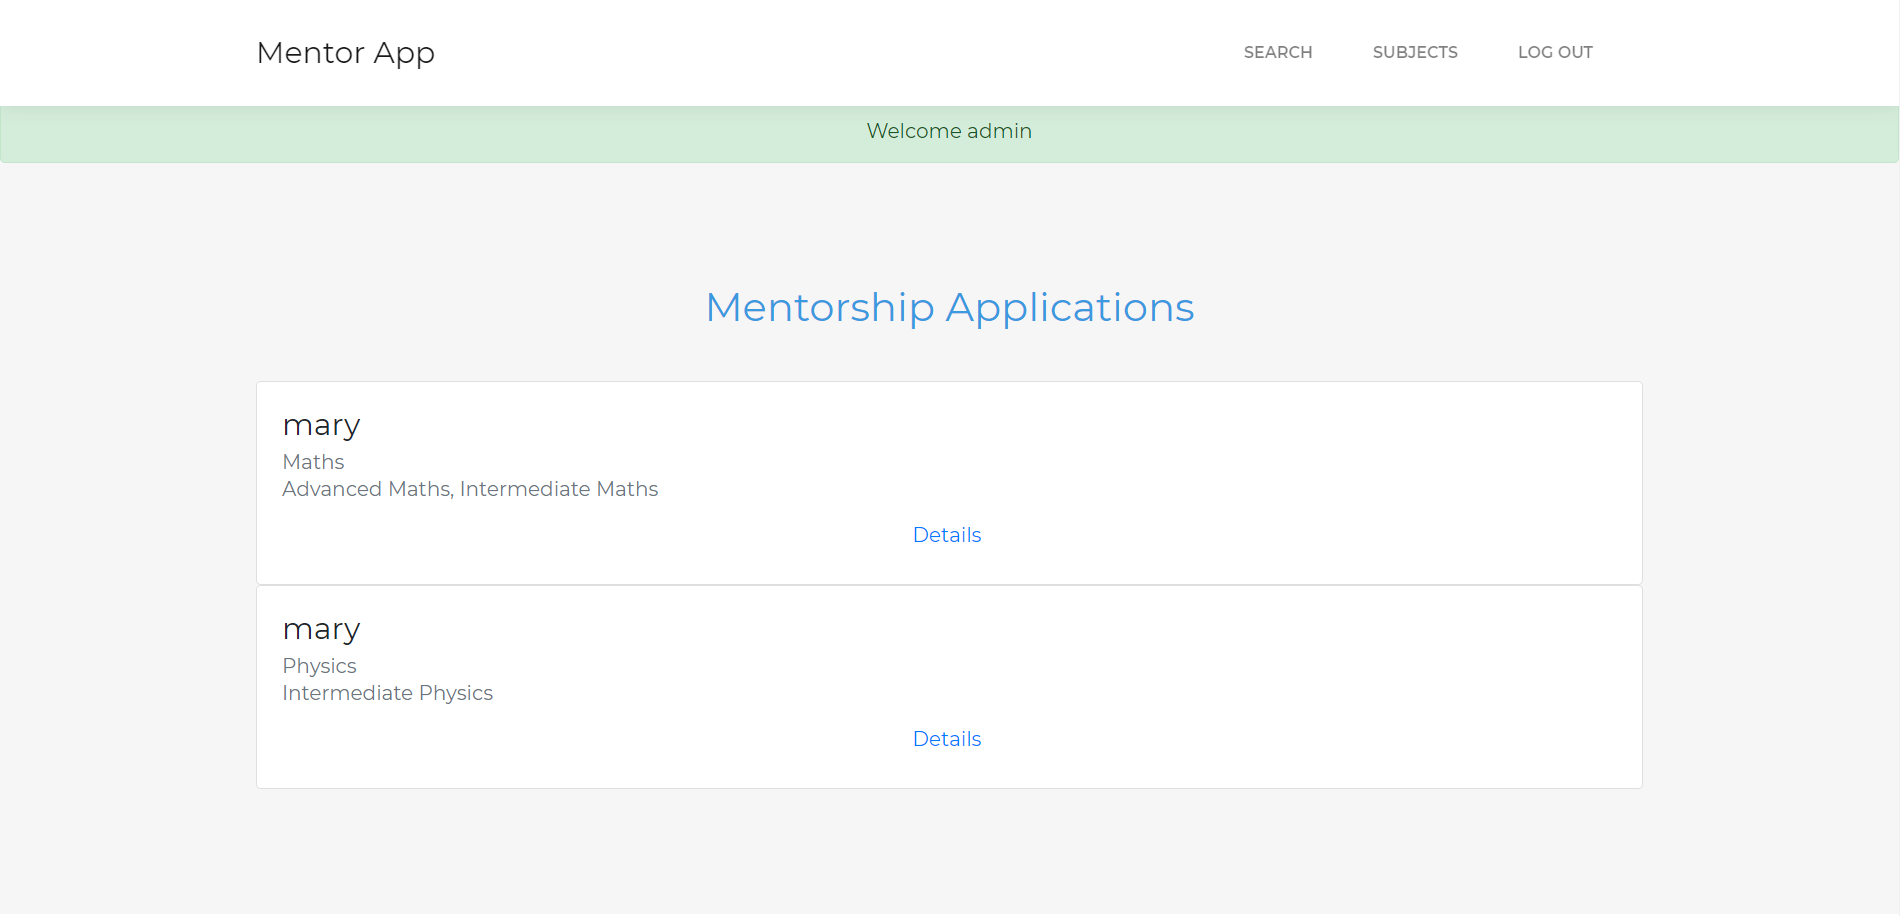 Mentor App
SEARCH
SUBJECTS
LOG OUT
Welcome admin
Mentorship Applications
mary
Maths
Advanced Maths, Intermediate Maths
Details
mary
Physics
Intermediate Physics
Details